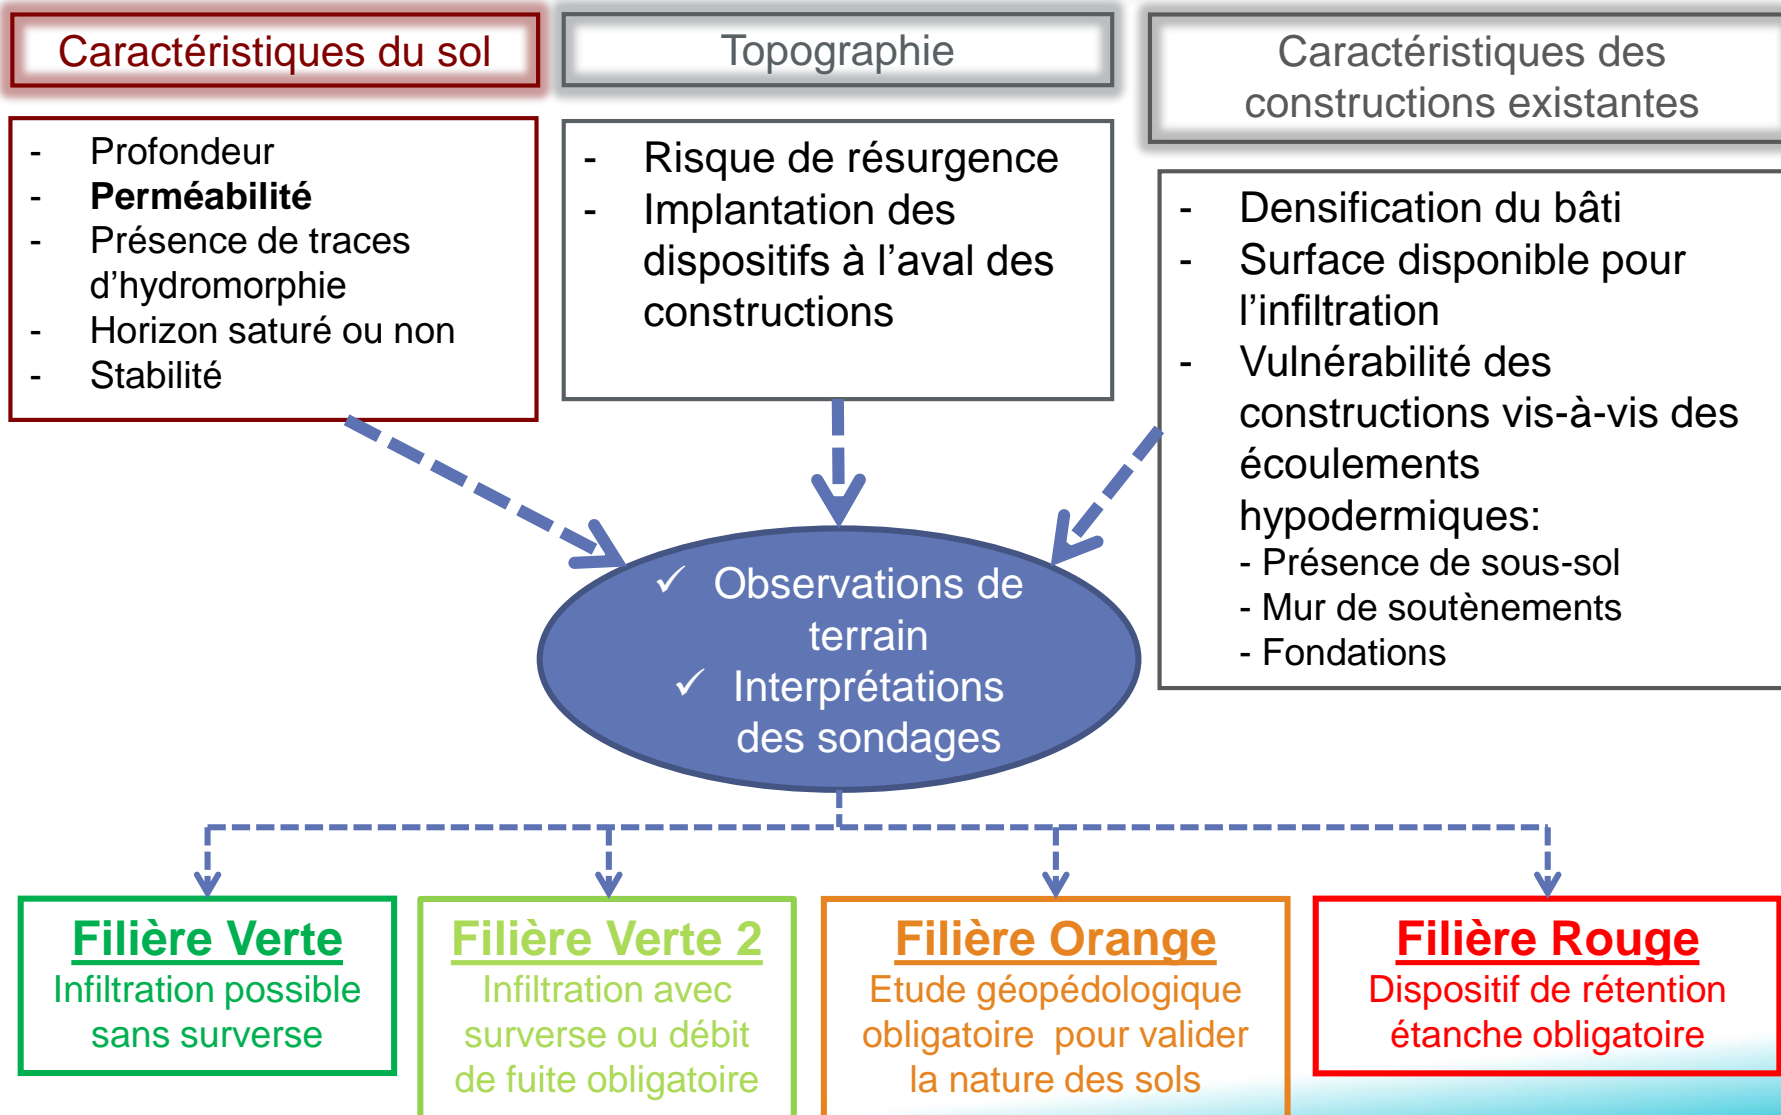 Caractéristiques du sol
- Profondeur
- Perméabilité
- Présence de traces
d'hydromorphie
- Horizon saturé ou non
- Stabilité
Topographie
- Risque de résurgence
- Implantation des
dispositifs à l'aval des
constructions
Caractéristiques des
constructions existantes
- Densification du bâti
- Surface disponible pour
l'infiltration
- Vulnérabilité des
constructions vis-à-vis des
écoulements
hypodermiques:
- Présence de sous-sol
- Mur de soutènements
- Fondations
✓ Observations de
terrain
✓ Interprétations
des sondages
Filière Verte
Infiltration possible
sans surverse
Filière Verte 2
Infiltration avec
surverse ou débit
de fuite obligatoire
Filière Orange
Etude géopédologique
obligatoire pour valider
la nature des sols
Filière Rouge
Dispositif de rétention
étanche obligatoire